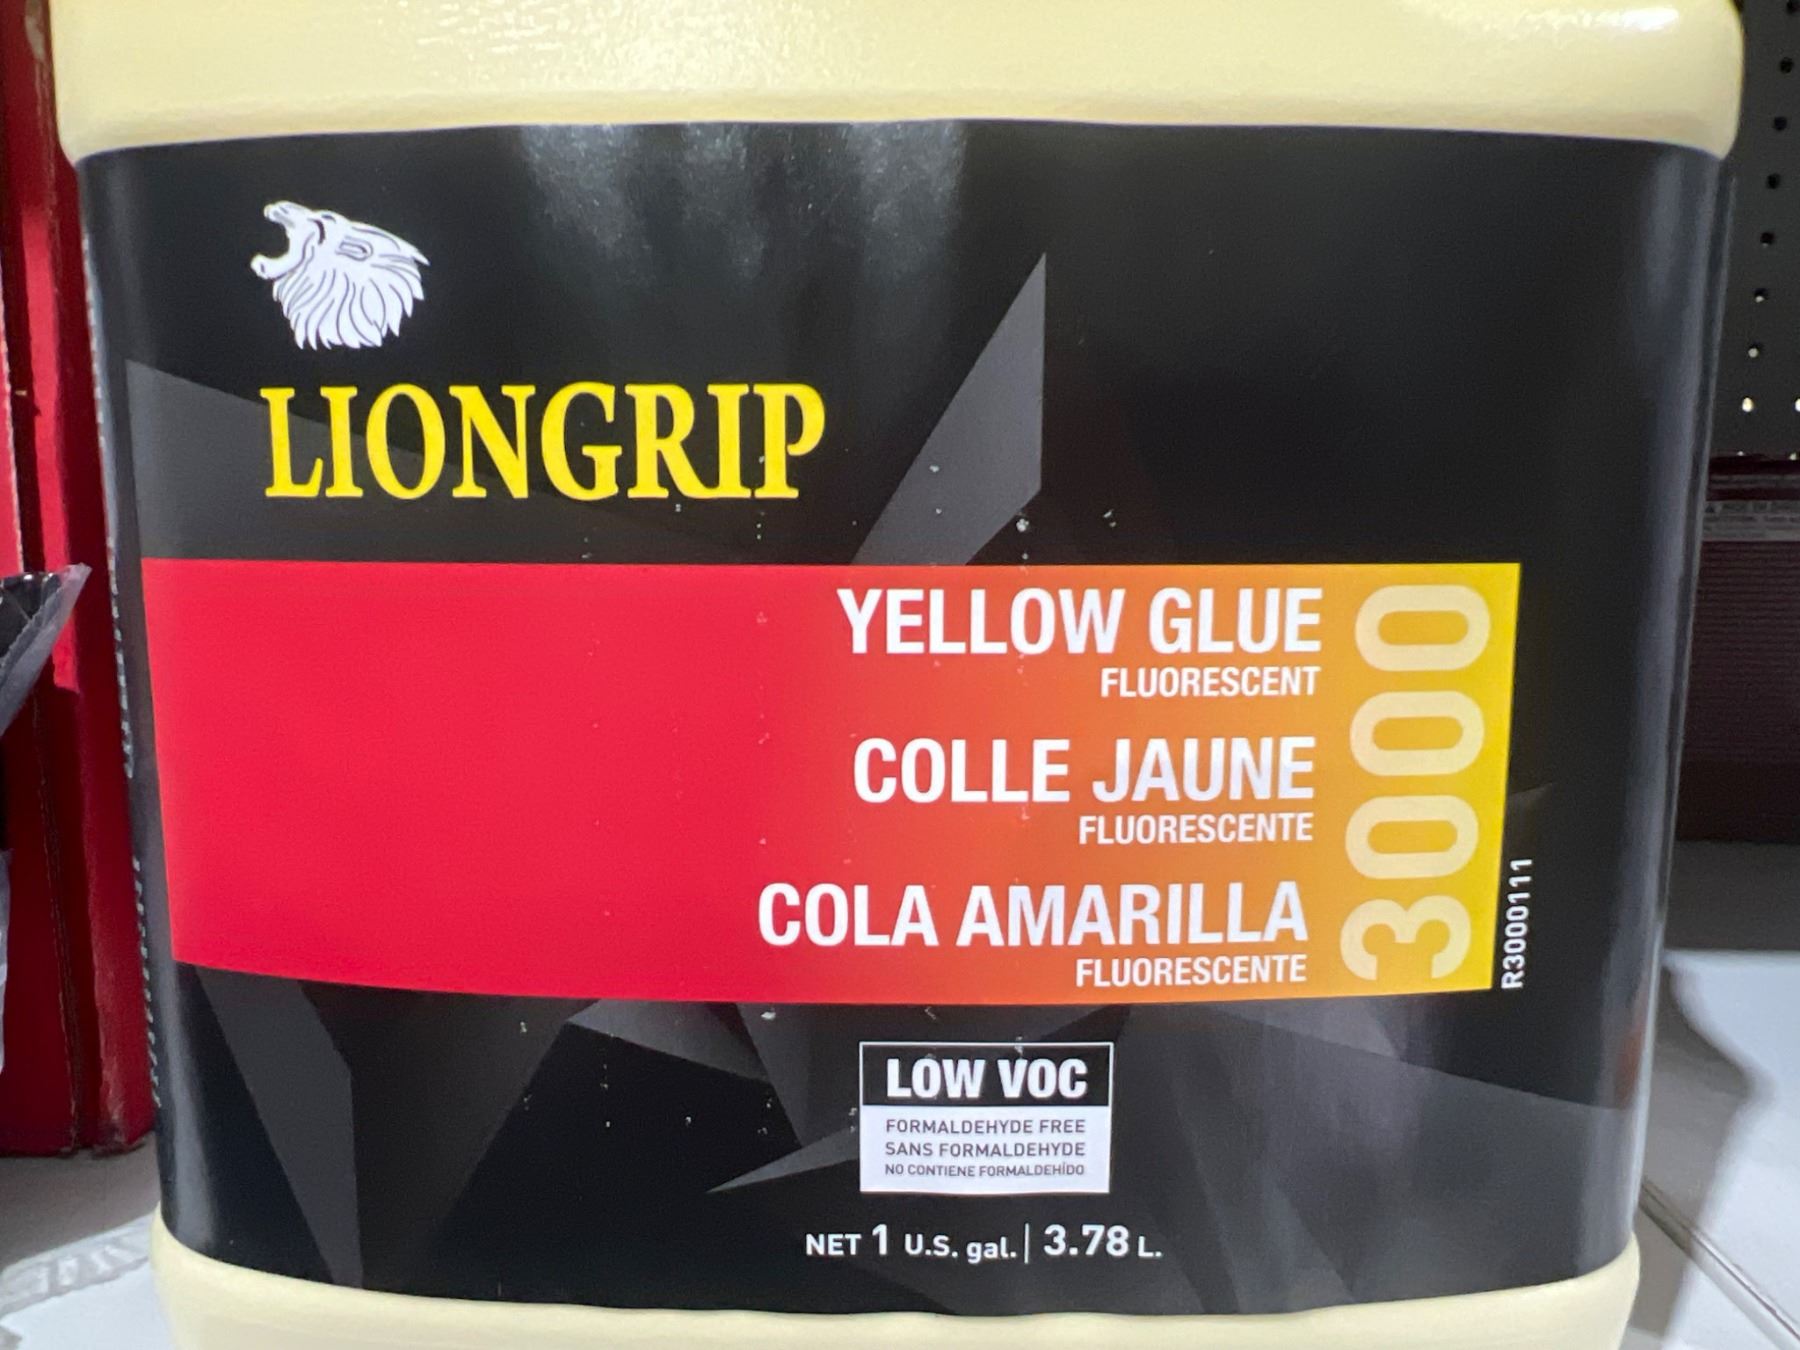 LIONGRIP
YELLOW GLUE
FLUORESCENT
COLLE JAUNE
FLUORESCENTE
COLA AMARILLA
FLUORESCENTE
3000
R3000111
LOW VOC
FORMALDEHYDE FREE
SANS FORMALDEHYDE
NO CONTIENE FORMALDEHÍDO
NET 1 U.S. gal. | 3.78 L.